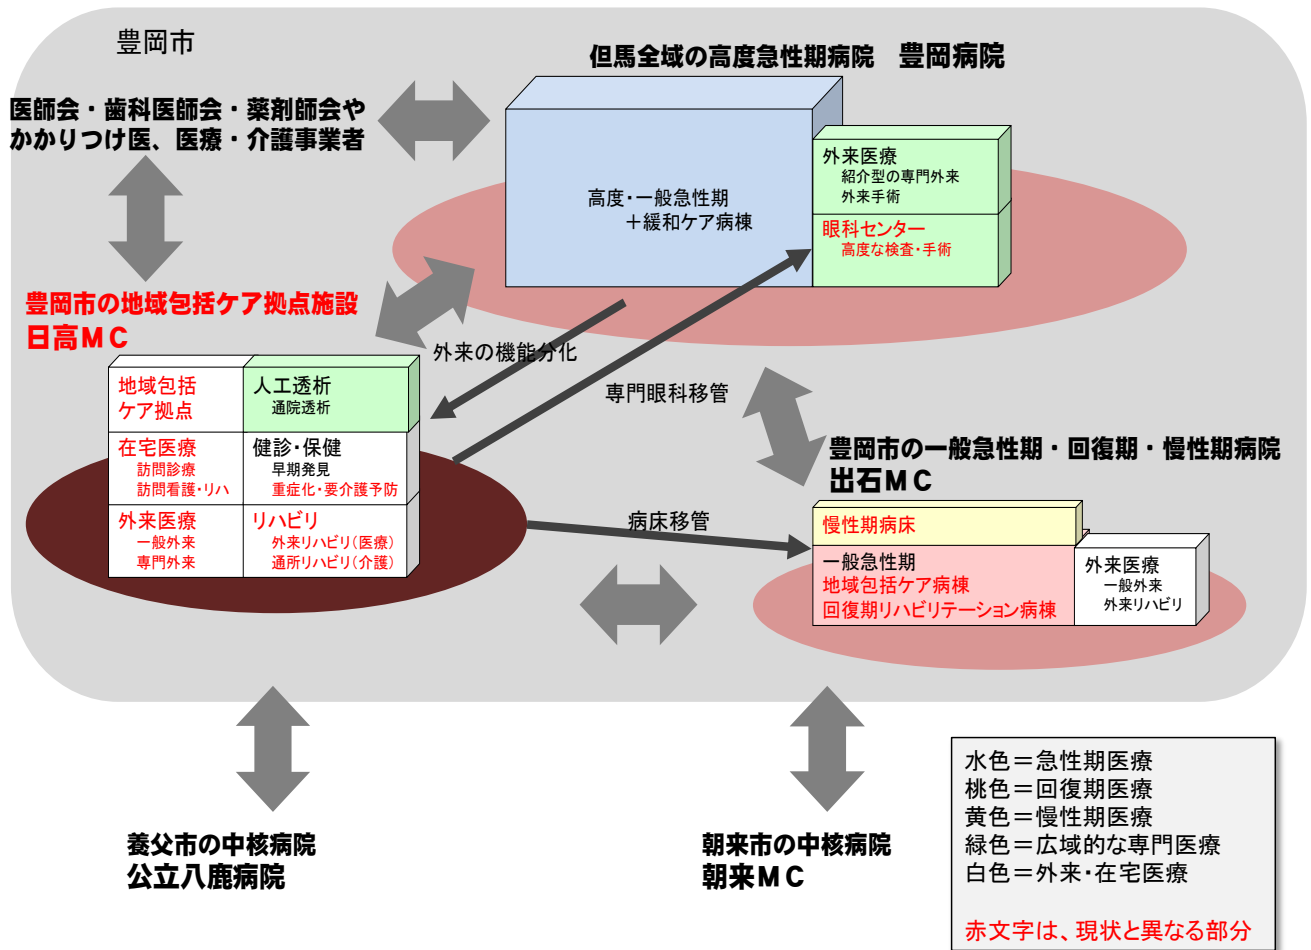 豊岡市
但馬全域の高度急性期病院　豊岡病院
医師会・歯科医師会・薬剤師会や
かかりつけ医、医療・介護事業者
高度・一般急性期
＋緩和ケア病棟
外来医療
紹介型の専門外来
外来手術
眼科センター
高度な検査・手術
豊岡市の地域包括ケア拠点施設
日高ＭＣ
外来の機能分化
専門眼科移管
地域包括
ケア拠点
人工透析
通院透析
在宅医療
訪問診療
訪問看護・リハ
健診・保健
早期発見
重症化・要介護予防
外来医療
一般外来
専門外来
リハビリ
外来リハビリ（医療）
通所リハビリ（介護）
病床移管
豊岡市の一般急性期・回復期・慢性期病院
出石ＭＣ
慢性期病床
一般急性期
地域包括ケア病棟
回復期リハビリテーション病棟
外来医療
一般外来
外来リハビリ
養父市の中核病院
公立八鹿病院
朝来市の中核病院
朝来ＭＣ
水色＝急性期医療
桃色＝回復期医療
黄色＝慢性期医療
緑色＝広域的な専門医療
白色＝外来・在宅医療
赤文字は、現状と異なる部分